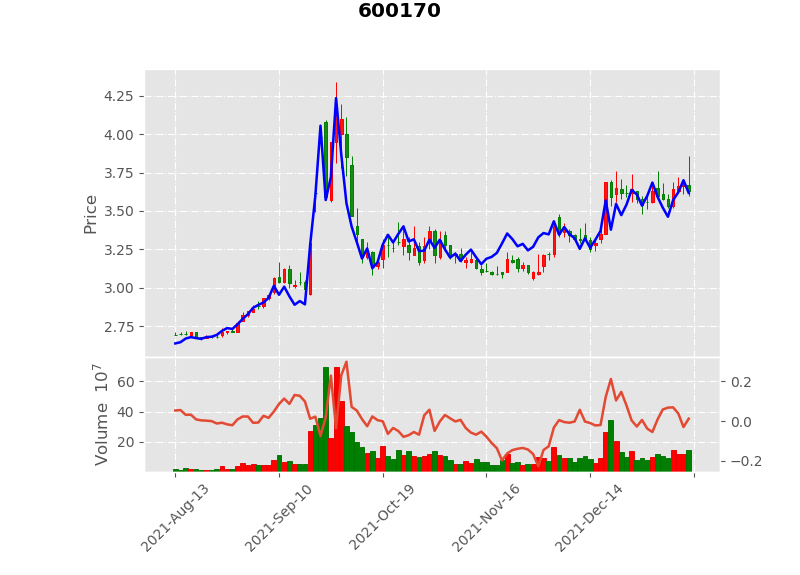 600170
4.25
4.00
3.75
3.50
3.25
3.00
2.75
Price
60
40
20
Volume 10^7
0.2
0.0
−0.2
2021-Aug-13
2021-Sep-10
2021-Oct-19
2021-Nov-16
2021-Dec-14